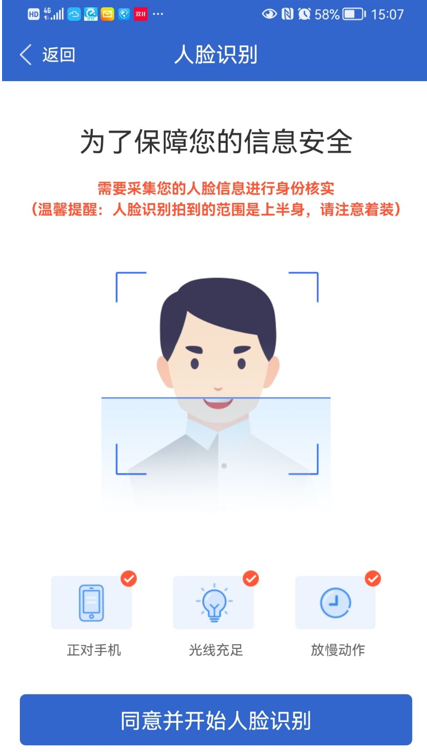 HD 4G 58% 15:07
返回 人脸识别
为了保障您的信息安全
需要采集您的人脸信息进行身份核实
（温馨提醒：人脸识别拍到的范围是上半身，请注意着装）
正对手机 光线充足 放慢动作
同意并开始人脸识别